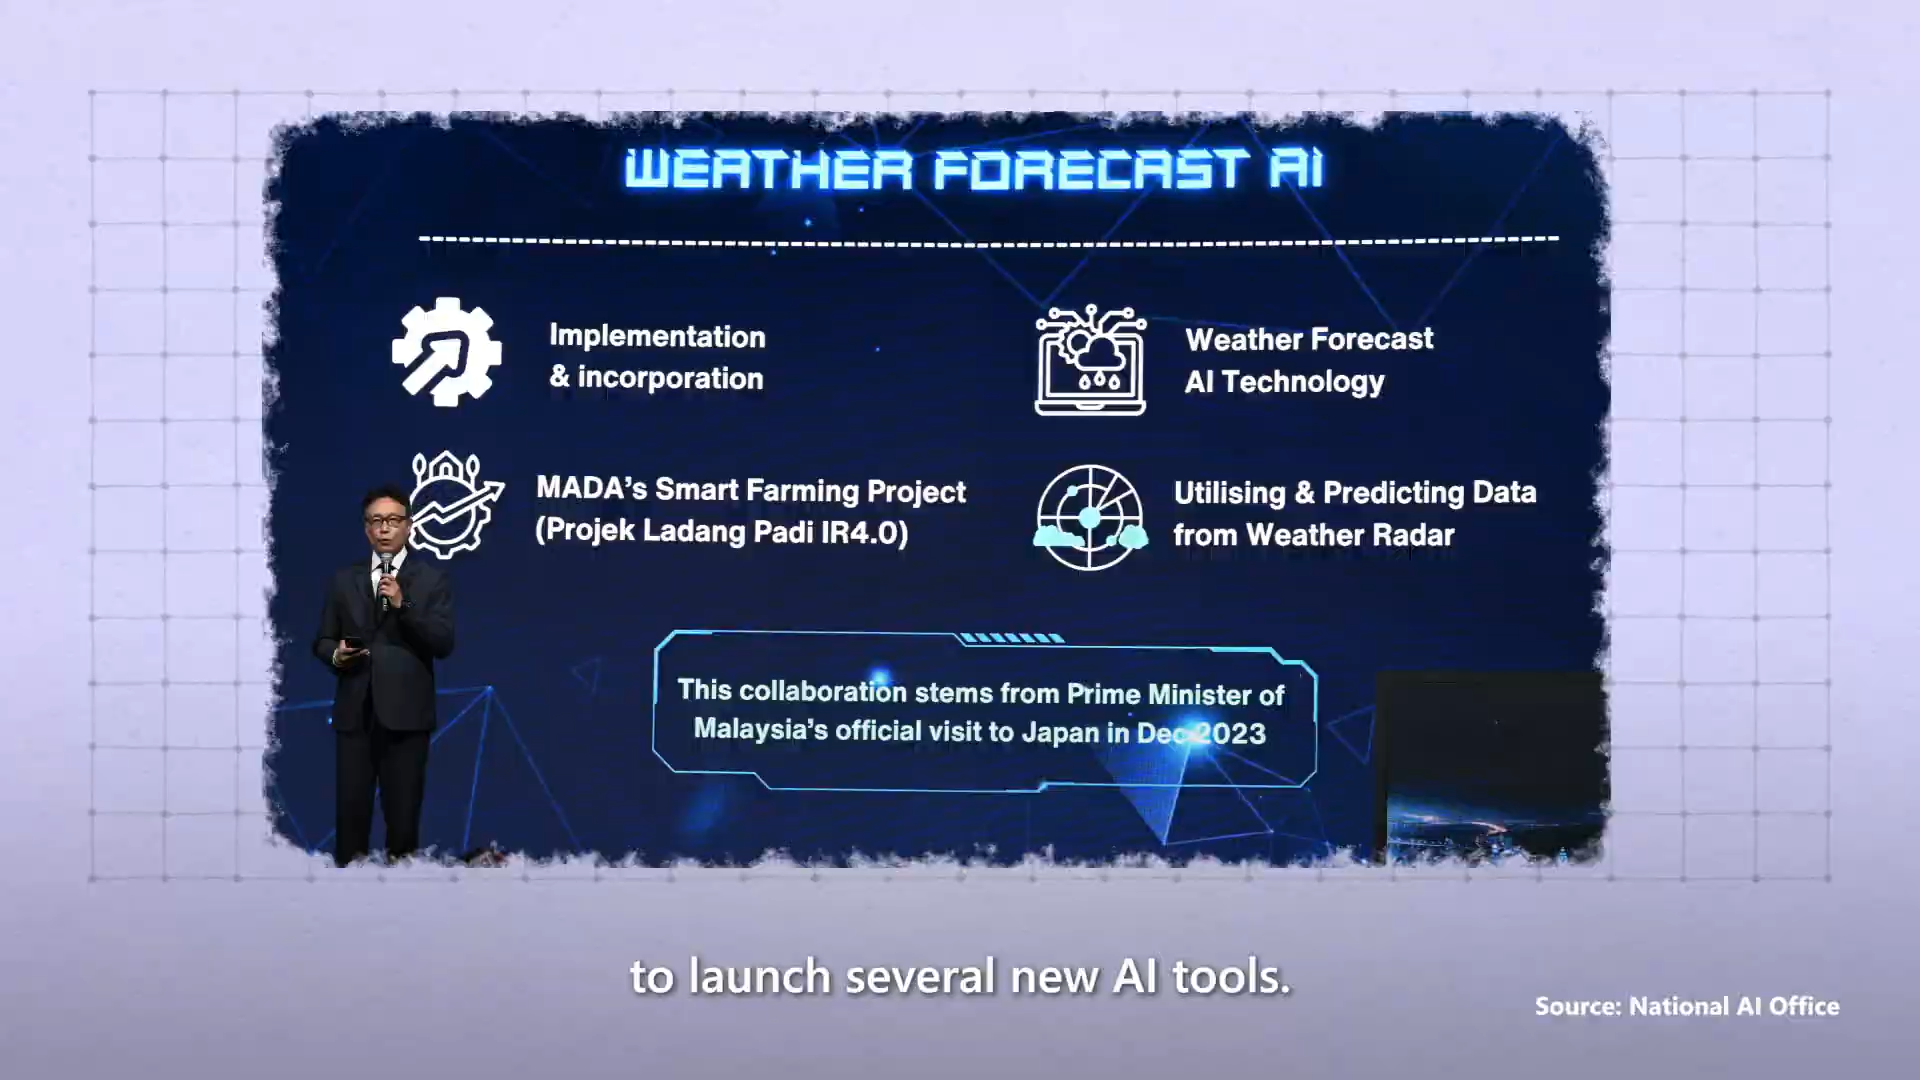 WEATHER FORECAST AI
Implementation
& incorporation
Weather Forecast
AI Technology
MADA's Smart Farming Project
(Projek Ladang Padi IR4.0)
Utilising & Predicting Data
from Weather Radar
This collaboration stems from Prime Minister of
Malaysia's official visit to Japan in Dec 2023
to launch several new AI tools.
Source: National AI Office